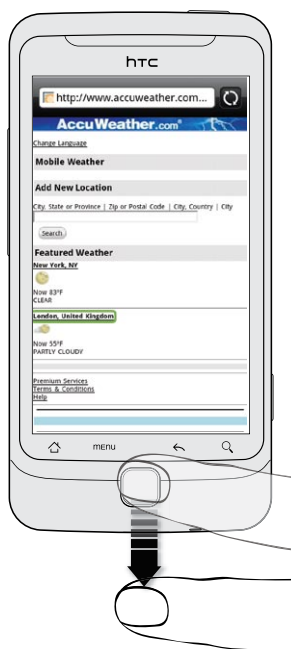 hTC
http://www.accuweather.com...
AccuWeather.com®
Change Language
Mobile Weather
Add New Location
City, State or Province | Zip or Postal Code | City, Country | City
Search
Featured Weather
New York, NY
Now 83°F
CLEAR
London, United Kingdom
Now 55°F
PARTLY CLOUDY
Premium Services
Terms & Conditions
Help
MENU